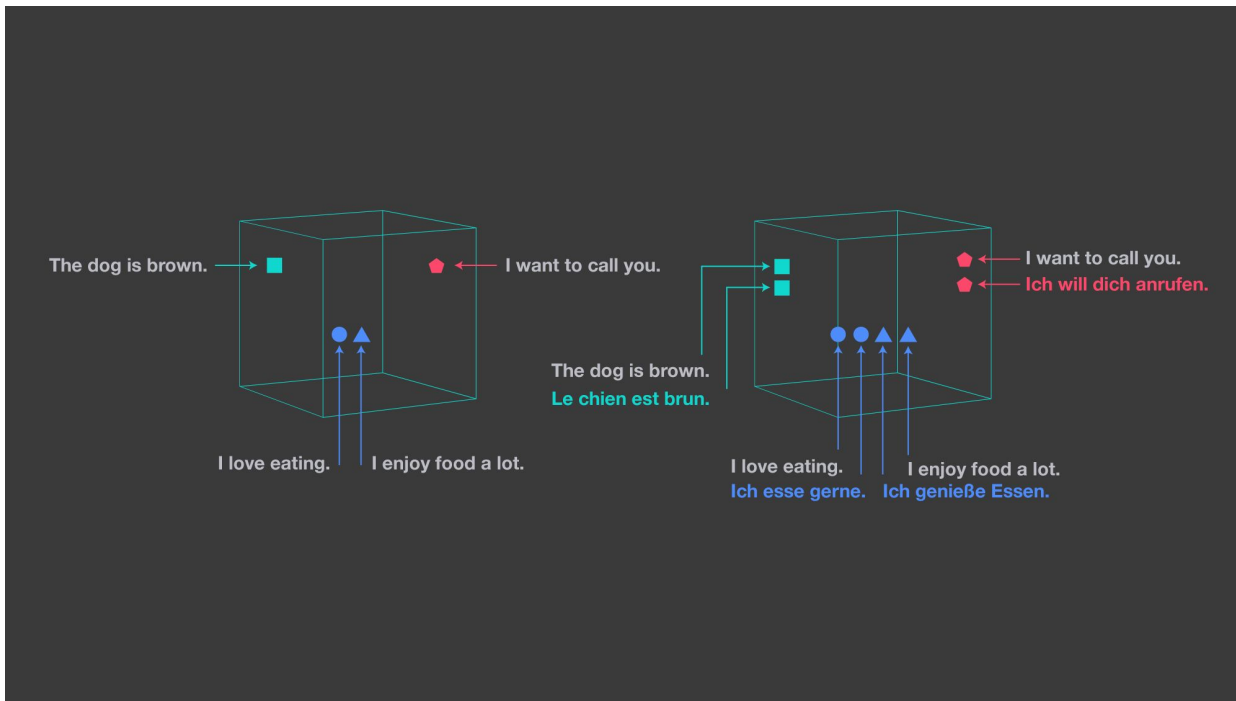 The dog is brown.
I want to call you.
I love eating.
I enjoy food a lot.
I want to call you.
Ich will dich anrufen.
The dog is brown.
Le chien est brun.
I love eating.
I enjoy food a lot.
Ich esse gerne.
Ich genieße Essen.